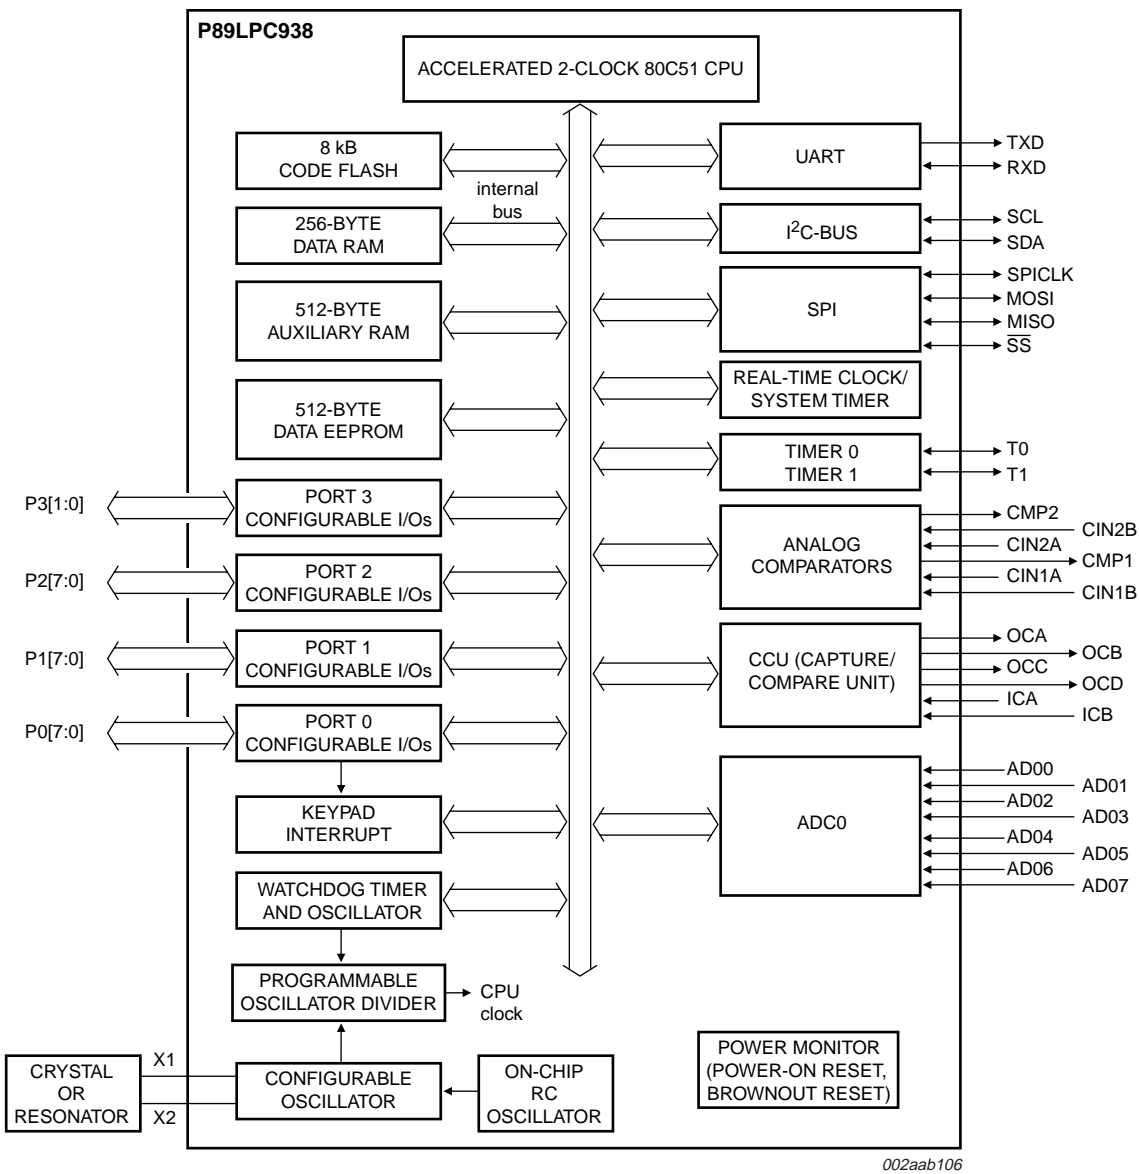 P89LPC938
ACCELERATED 2-CLOCK 80C51 CPU
8 kB
CODE FLASH
internal
bus
256-BYTE
DATA RAM
512-BYTE
AUXILIARY RAM
512-BYTE
DATA EEPROM
P3[1:0]
PORT 3
CONFIGURABLE I/Os
P2[7:0]
PORT 2
CONFIGURABLE I/Os
P1[7:0]
PORT 1
CONFIGURABLE I/Os
P0[7:0]
PORT 0
CONFIGURABLE I/Os
KEYPAD
INTERRUPT
WATCHDOG TIMER
AND OSCILLATOR
PROGRAMMABLE
OSCILLATOR DIVIDER
CPU
clock
CRYSTAL
OR
RESONATOR
X1
X2
CONFIGURABLE
OSCILLATOR
ON-CHIP
RC
OSCILLATOR
UART
TXD
RXD
I2C-BUS
SCL
SDA
SPI
SPICLK
MOSI
MISO
SS
REAL-TIME CLOCK/
SYSTEM TIMER
TIMER 0
TIMER 1
T0
T1
ANALOG
COMPARATORS
CMP2
CIN2B
CIN2A
CMP1
CIN1A
CIN1B
CCU (CAPTURE/
COMPARE UNIT)
OCA
OCB
OCC
OCD
ICA
ICB
ADC0
AD00
AD01
AD02
AD03
AD04
AD05
AD06
AD07
POWER MONITOR
(POWER-ON RESET,
BROWNOUT RESET)
002aab106